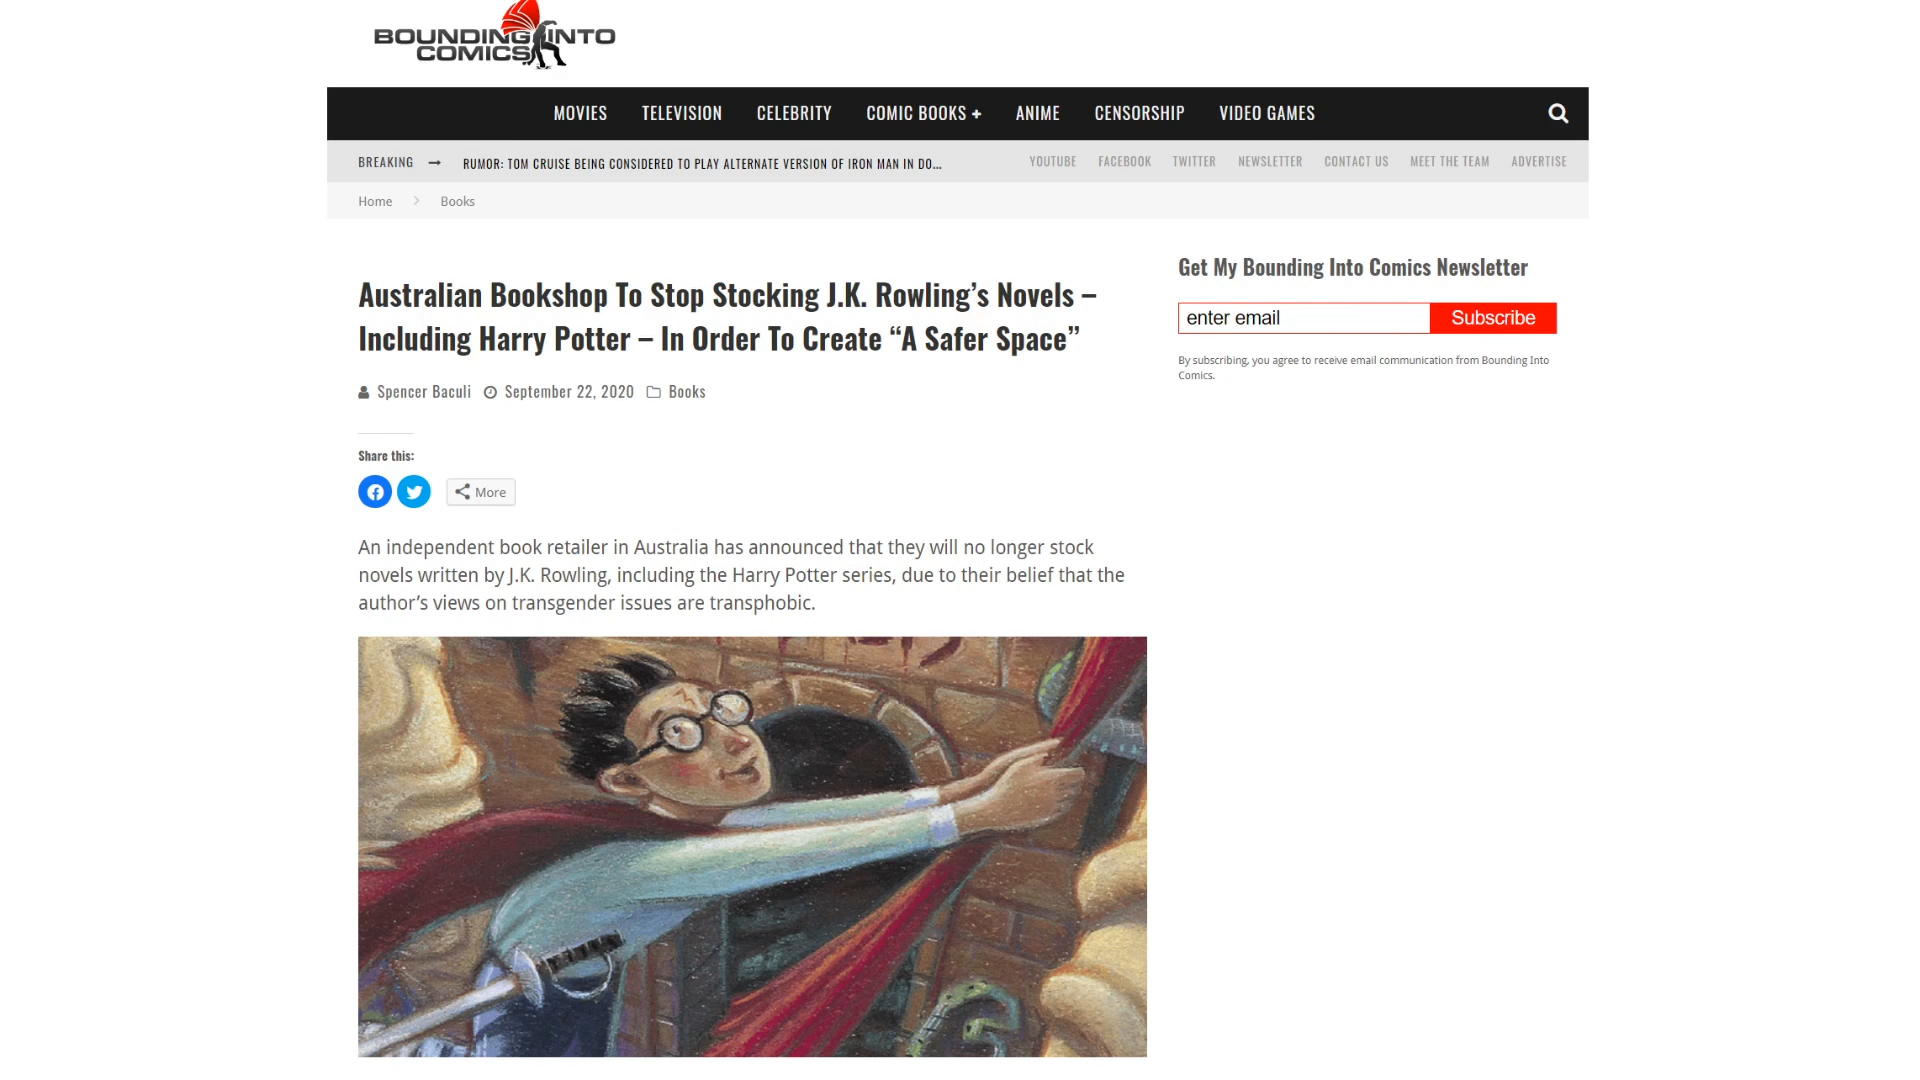 BOUNDING INTO
COMICS
MOVIES TELEVISION CELEBRITY COMIC BOOKS + ANIME CENSORSHIP VIDEO GAMES
BREAKING → RUMOR: TOM CRUISE BEING CONSIDERED TO PLAY ALTERNATE VERSION OF IRON MAN IN DO... YOUTUBE FACEBOOK TWITTER NEWSLETTER CONTACT US MEET THE TEAM ADVERTISE
Home > Books
Australian Bookshop To Stop Stocking J.K. Rowling’s Novels –
Including Harry Potter – In Order To Create “A Safer Space”
Spencer Baculi September 22, 2020 Books
Share this:
More
An independent book retailer in Australia has announced that they will no longer stock
novels written by J.K. Rowling, including the Harry Potter series, due to their belief that the
author’s views on transgender issues are transphobic.
Get My Bounding Into Comics Newsletter
enter email Subscribe
By subscribing, you agree to receive email communication from Bounding Into
Comics.